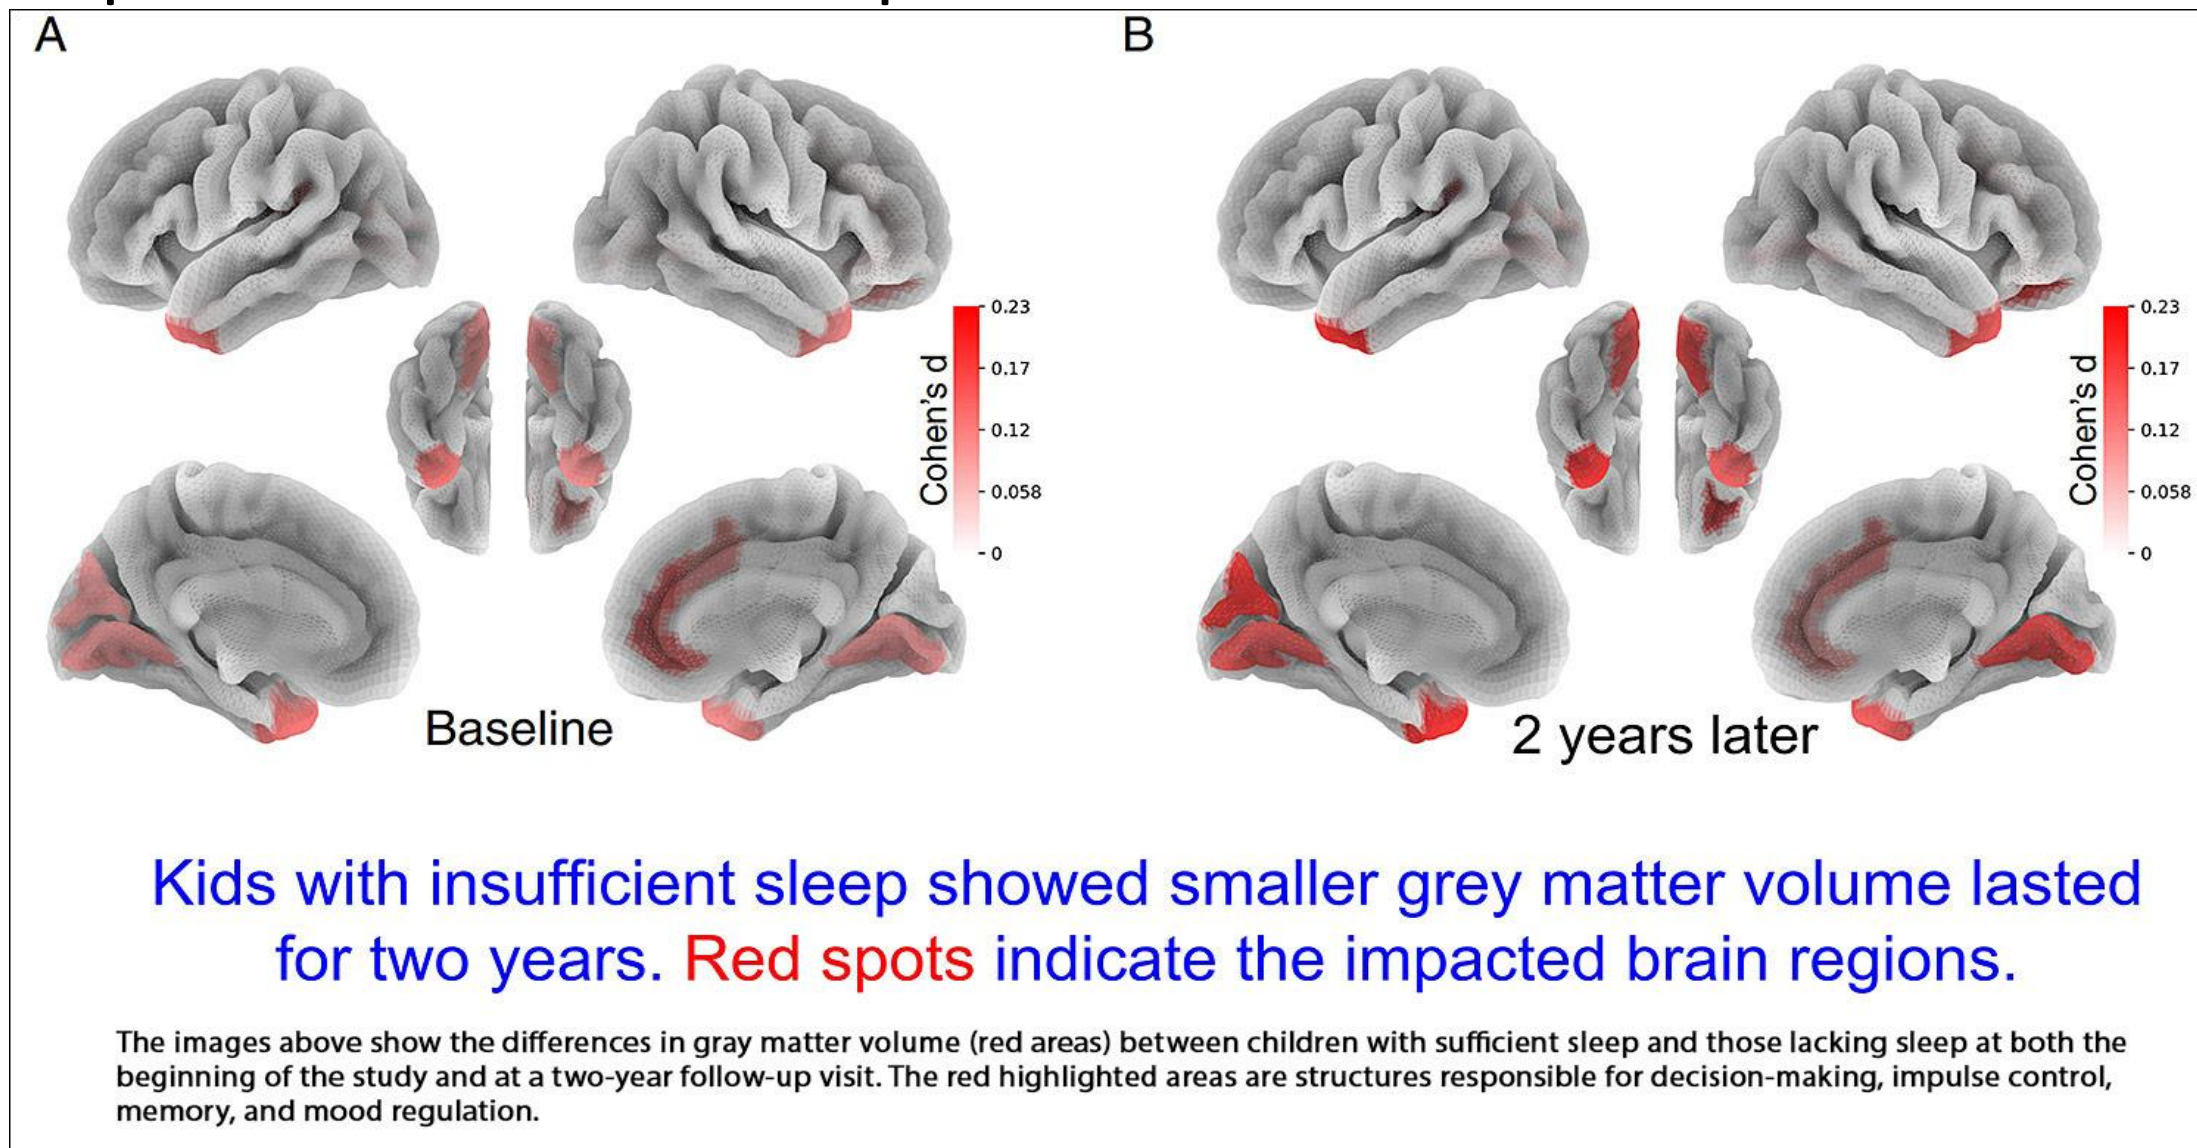 A
B
0.23
0.17
0.12
0.058
0
Cohen's d
0.23
0.17
0.12
0.058
0
Cohen's d
Baseline
2 years later
Kids with insufficient sleep showed smaller grey matter volume lasted
for two years. Red spots indicate the impacted brain regions.
The images above show the differences in gray matter volume (red areas) between children with sufficient sleep and those lacking sleep at both the
beginning of the study and at a two-year follow-up visit. The red highlighted areas are structures responsible for decision-making, impulse control,
memory, and mood regulation.